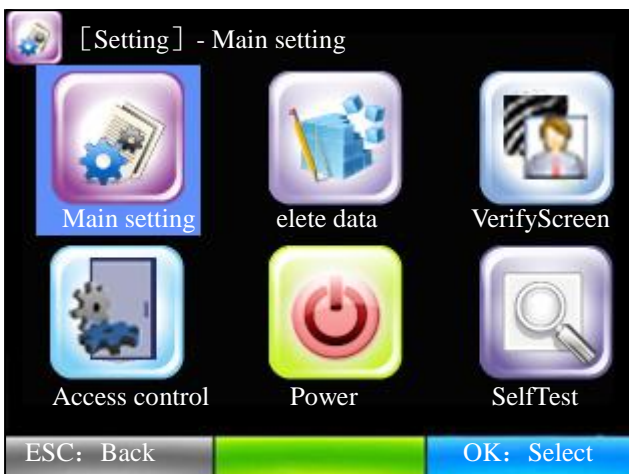 ［Setting］- Main setting
Main setting elete data VerifyScreen
Access control Power SelfTest
ESC：Back OK：Select